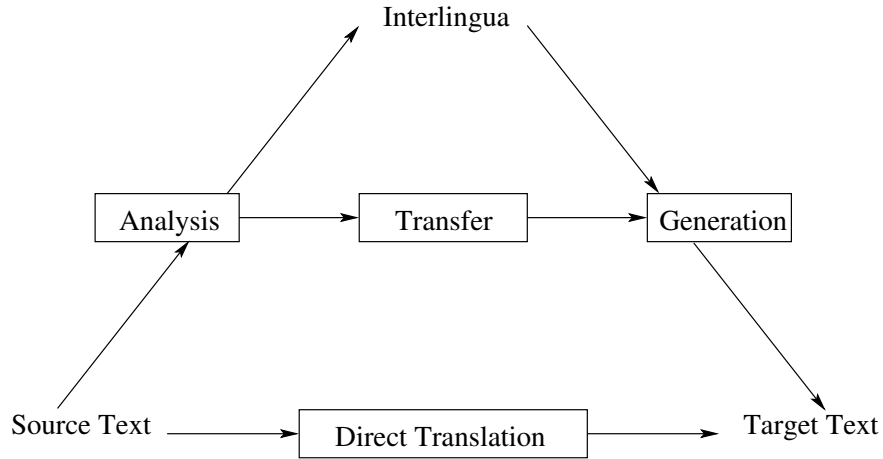 Interlingua
Analysis Transfer Generation
Source Text Direct Translation Target Text